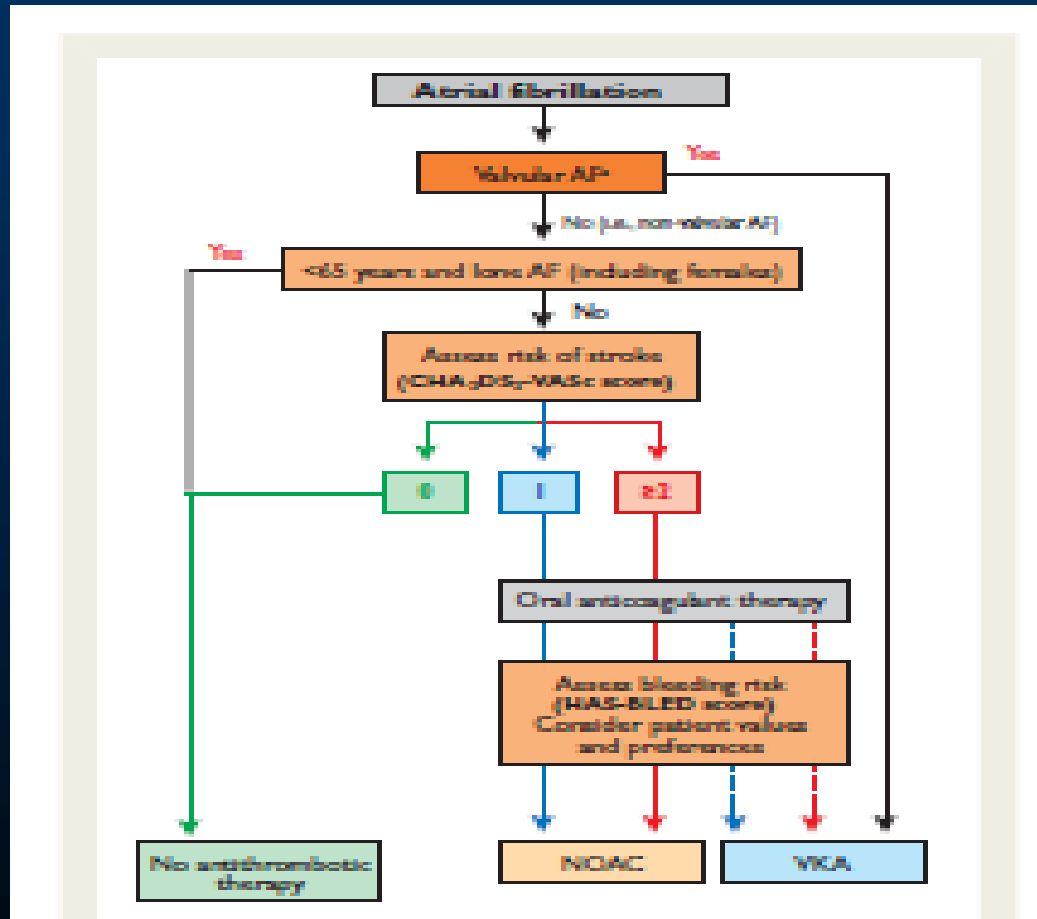 Atrial fibrillation
Valvular AF
Yes
No (i.e., non-valvular AF)
Yes
<65 years and lone AF (including females)
No
Assess risk of stroke
(CHA₂DS₂-VASc score)
0
1
≥2
Oral anticoagulant therapy
Assess bleeding risk
(HAS-BLED score)
Consider patient values
and preferences
No antithrombotic
therapy
NOAC
VKA